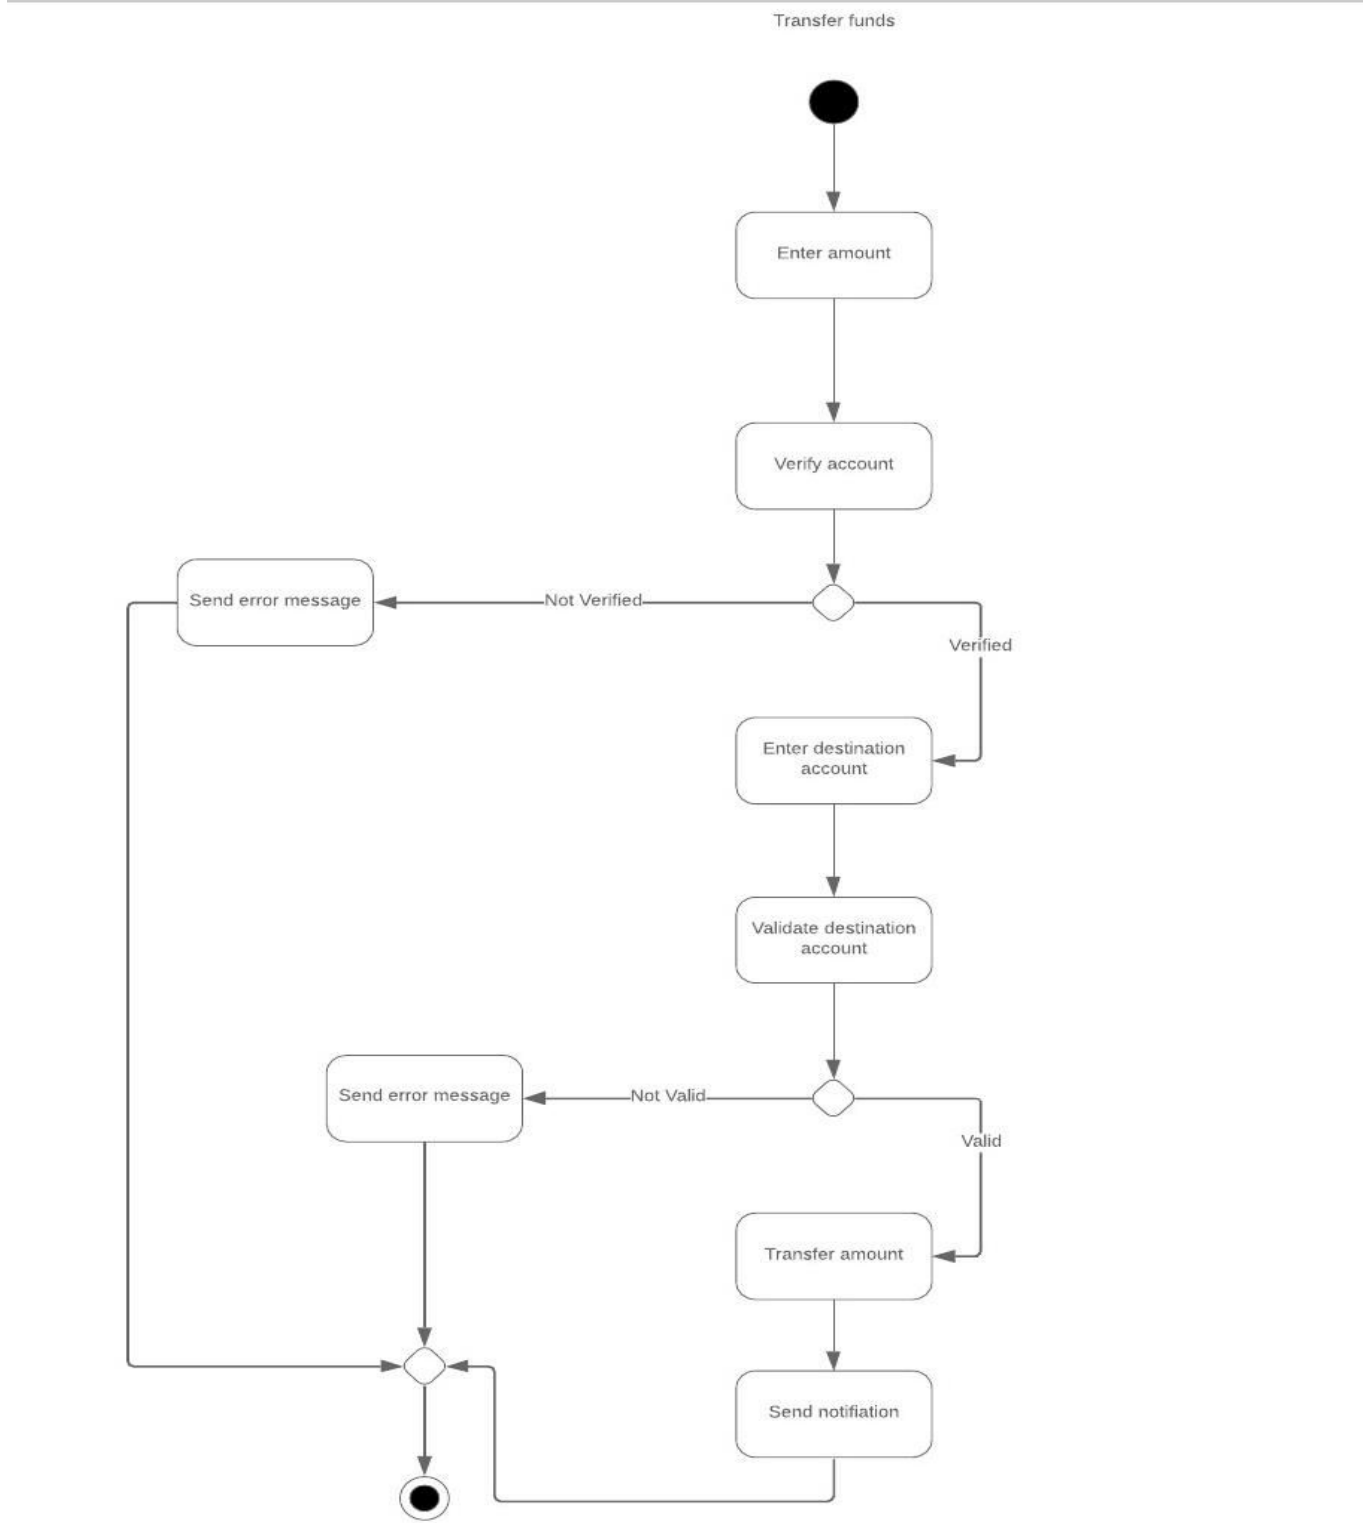 Transfer funds
Enter amount
Verify account
Send error message
Not Verified
Verified
Enter destination
account
Validate destination
account
Send error message
Not Valid
Valid
Transfer amount
Send notifiation